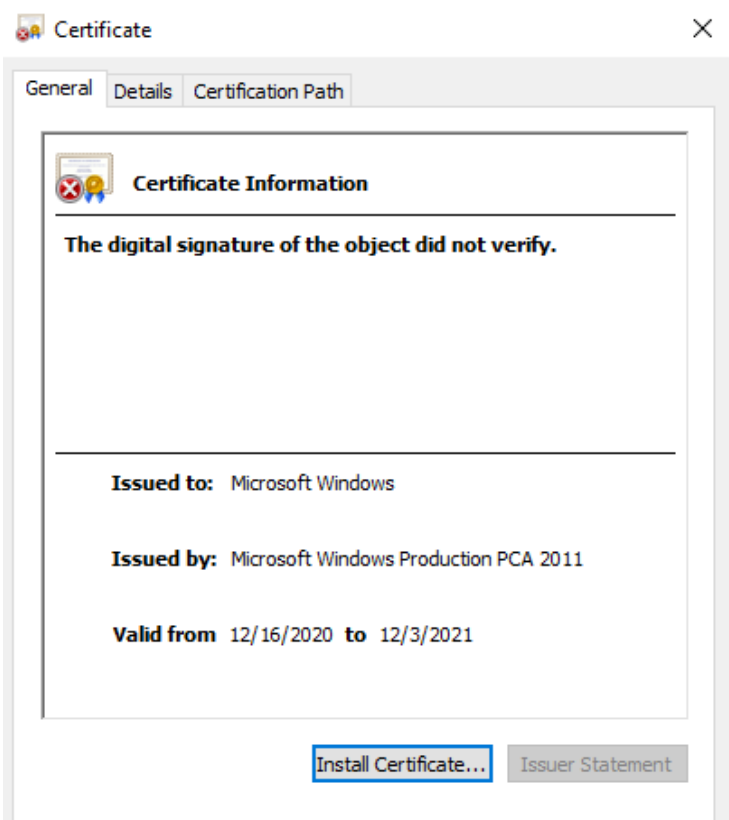 Certificate
General Details Certification Path
Certificate Information
The digital signature of the object did not verify.
Issued to: Microsoft Windows
Issued by: Microsoft Windows Production PCA 2011
Valid from 12/16/2020 to 12/3/2021
Install Certificate... Issuer Statement